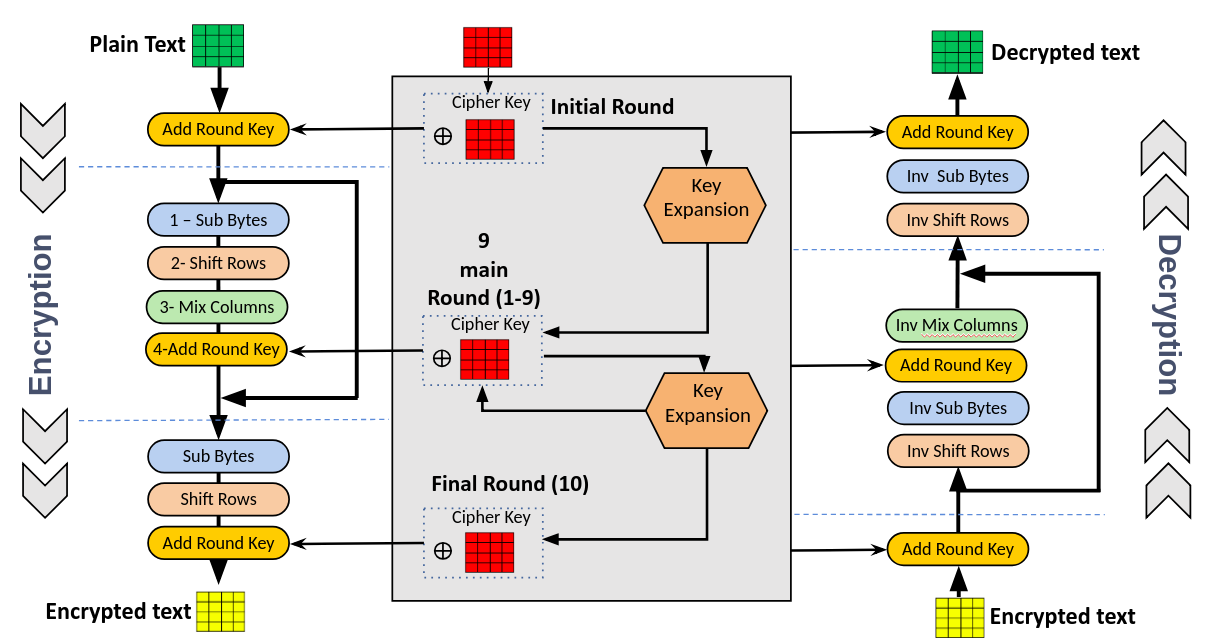 Plain Text
Encryption
Add Round Key
1 – Sub Bytes
2- Shift Rows
3- Mix Columns
4-Add Round Key
Sub Bytes
Shift Rows
Add Round Key
Encrypted text
Cipher Key
Initial Round
⊕
Key
Expansion
9
main
Round (1-9)
Cipher Key
⊕
Key
Expansion
Final Round (10)
Cipher Key
⊕
Decrypted text
Add Round Key
Inv  Sub Bytes
Inv Shift Rows
Inv Mix Columns
Add Round Key
Inv Sub Bytes
Inv Shift Rows
Add Round Key
Encrypted text
Decryption